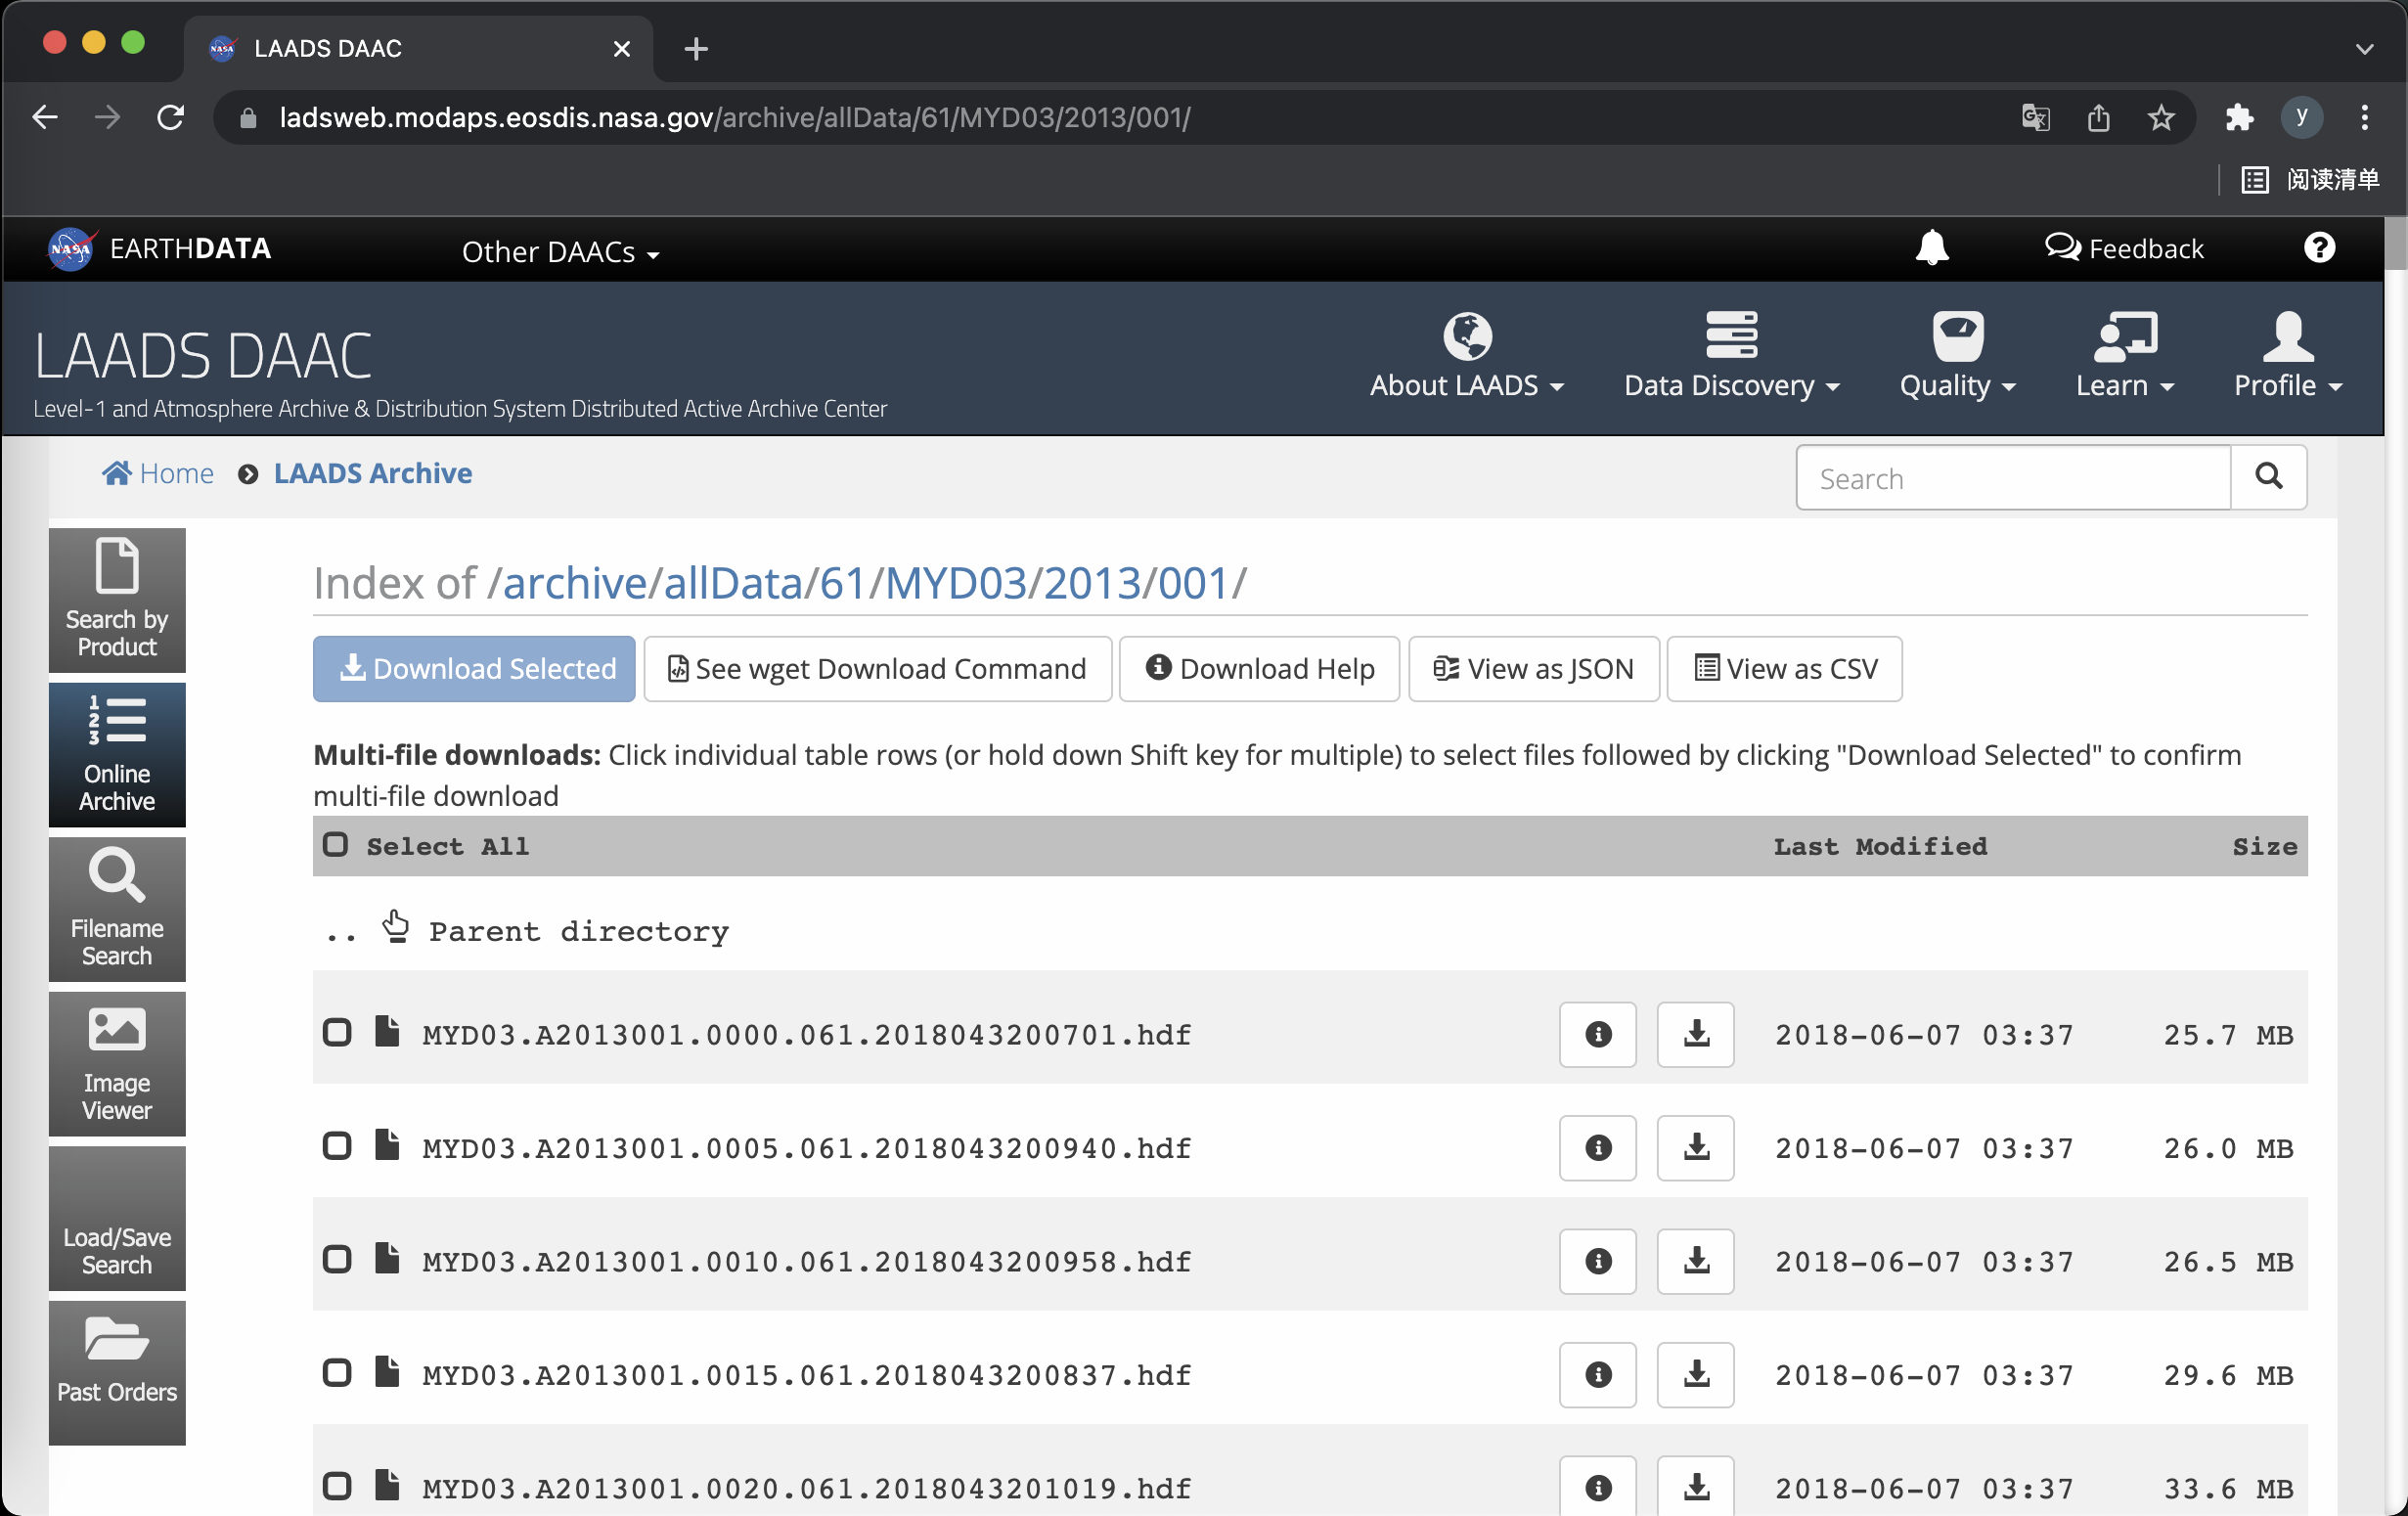 LAADS DAAC
ladsweb.modaps.eosdis.nasa.gov/archive/allData/61/MYD03/2013/001/
y
阅读清单
NASA EARTHDATA Other DAACs Feedback
LAADS DAAC
Level-1 and Atmosphere Archive & Distribution System Distributed Active Archive Center
About LAADS Data Discovery Quality Learn Profile
Home LAADS Archive Search
Search by
Product
Online
Archive
Filename
Search
Image
Viewer
Load/Save
Search
Past Orders
Index of /archive/allData/61/MYD03/2013/001/
Download Selected See wget Download Command Download Help View as JSON View as CSV
Multi-file downloads: Click individual table rows (or hold down Shift key for multiple) to select files followed by clicking "Download Selected" to confirm
multi-file download
Select All Last Modified Size
.. Parent directory
MYD03.A2013001.0000.061.2018043200701.hdf 2018-06-07 03:37 25.7 MB
MYD03.A2013001.0005.061.2018043200940.hdf 2018-06-07 03:37 26.0 MB
MYD03.A2013001.0010.061.2018043200958.hdf 2018-06-07 03:37 26.5 MB
MYD03.A2013001.0015.061.2018043200837.hdf 2018-06-07 03:37 29.6 MB
MYD03.A2013001.0020.061.2018043201019.hdf 2018-06-07 03:37 33.6 MB